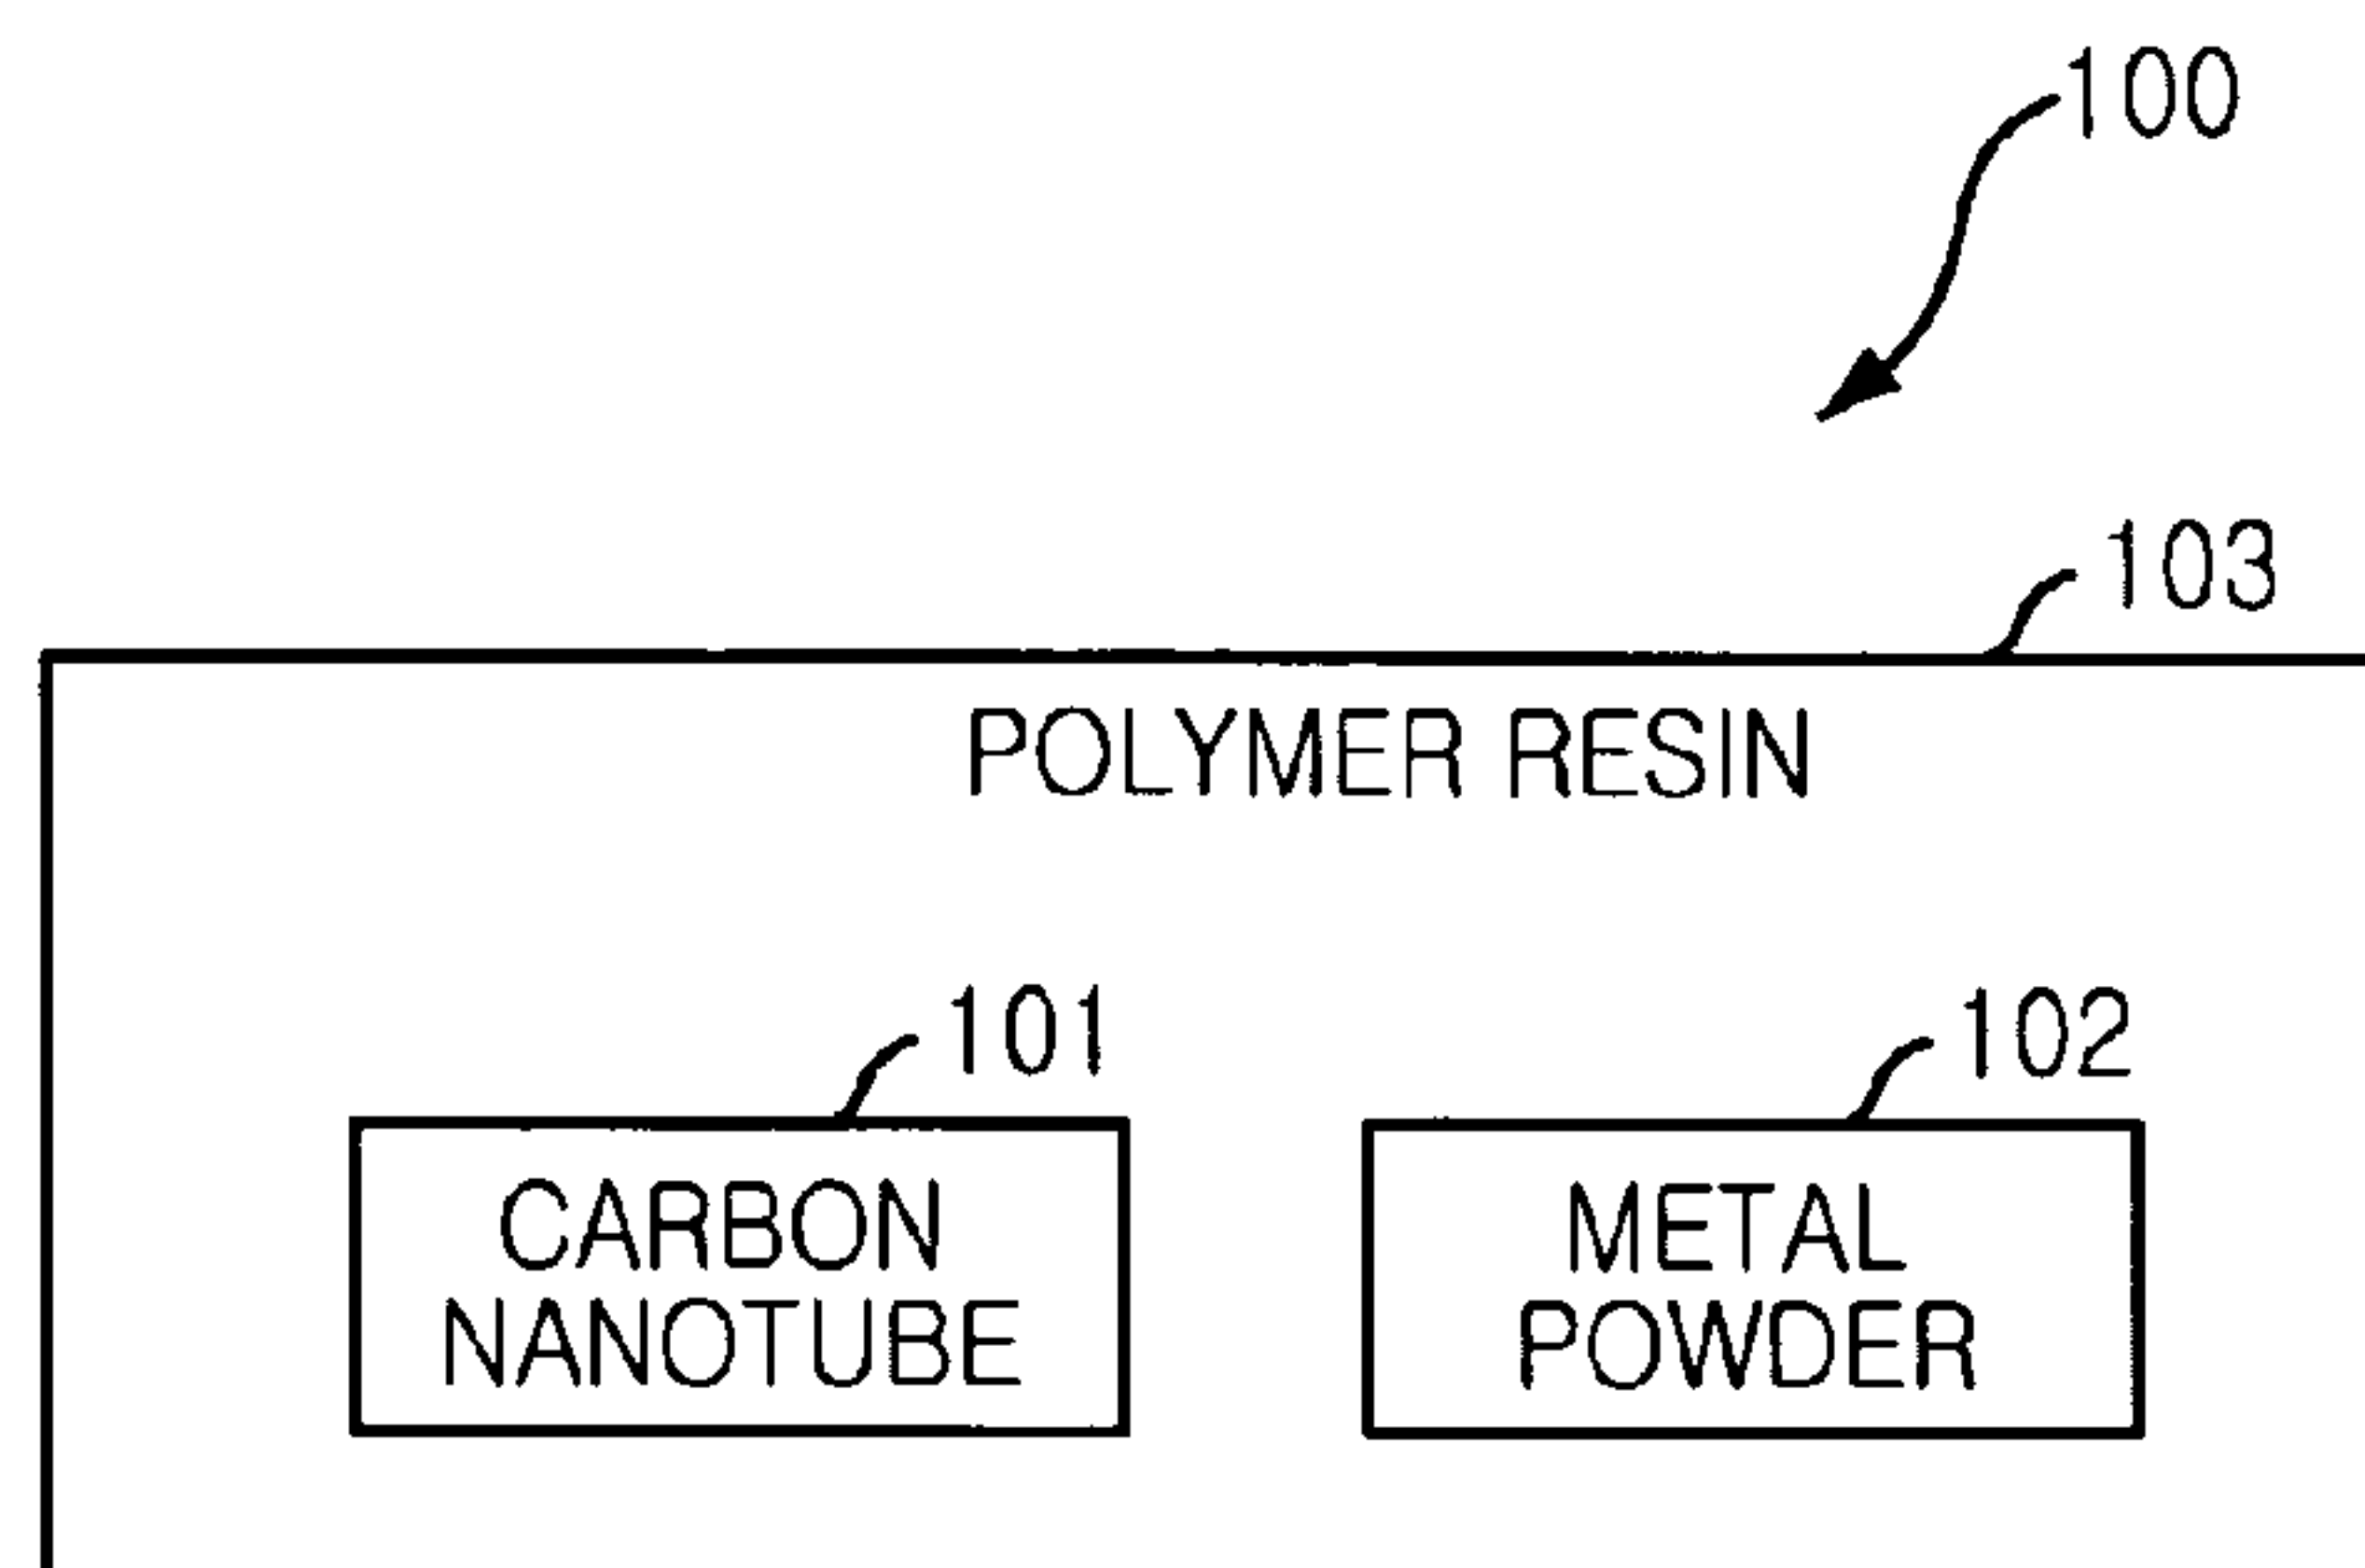 100
103
POLYMER RESIN
101
102
CARBON
NANOTUBE
METAL
POWDER